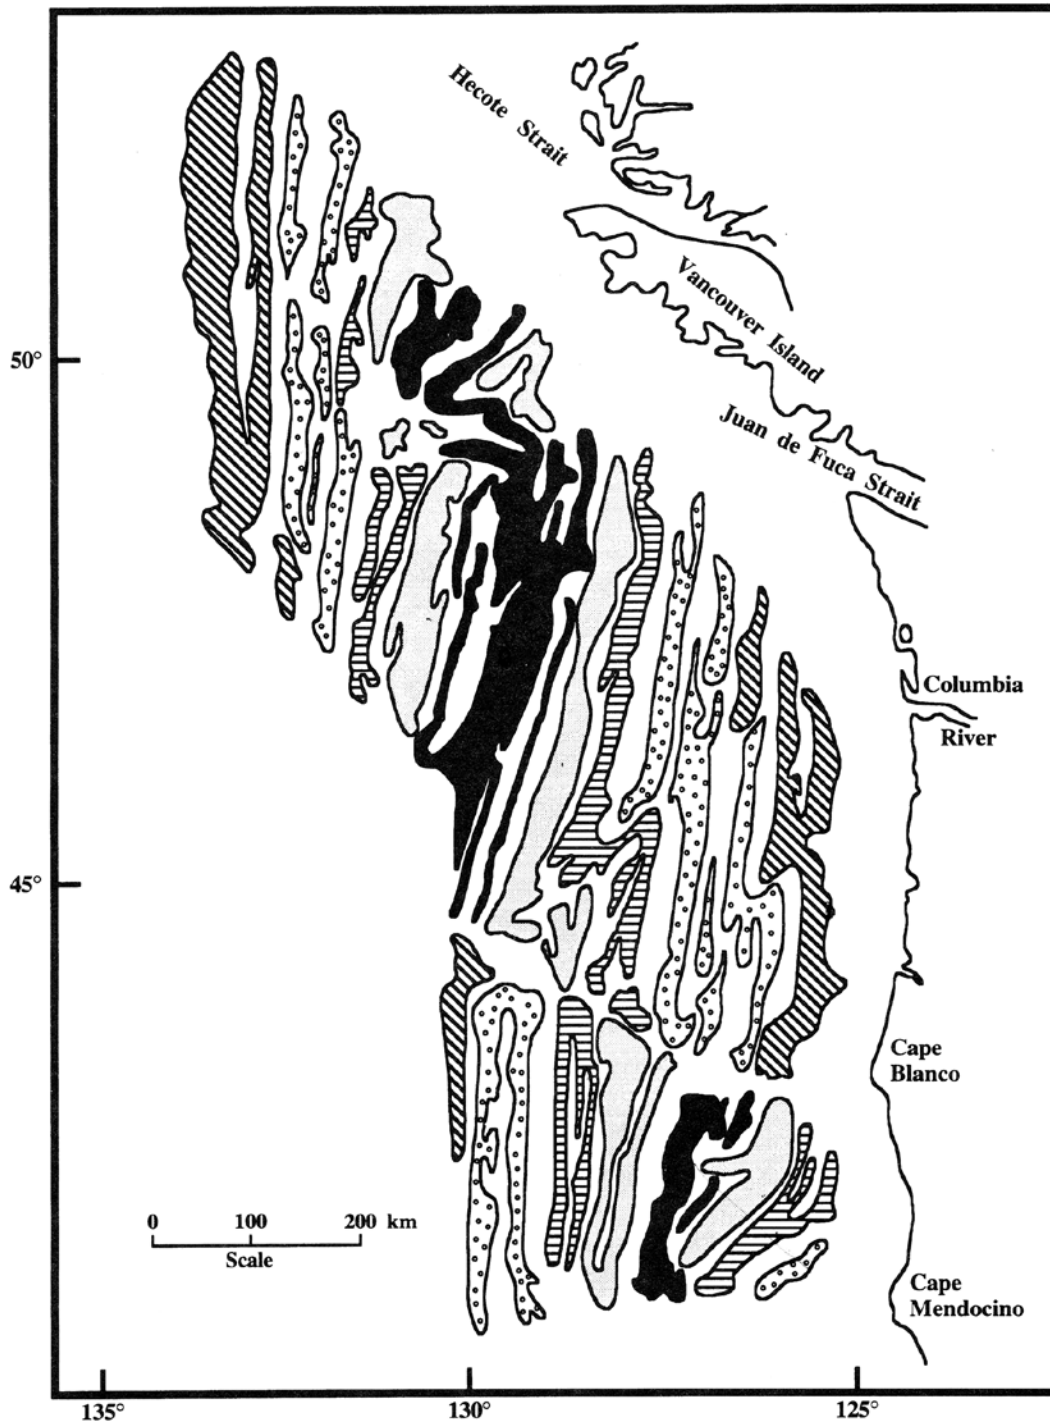 Hecote Strait
Vancouver Island
50°
Juan de Fuca Strait
Columbia
River
45°
Cape
Blanco
0 100 200 km
Scale
Cape
Mendocino
135° 130° 125°